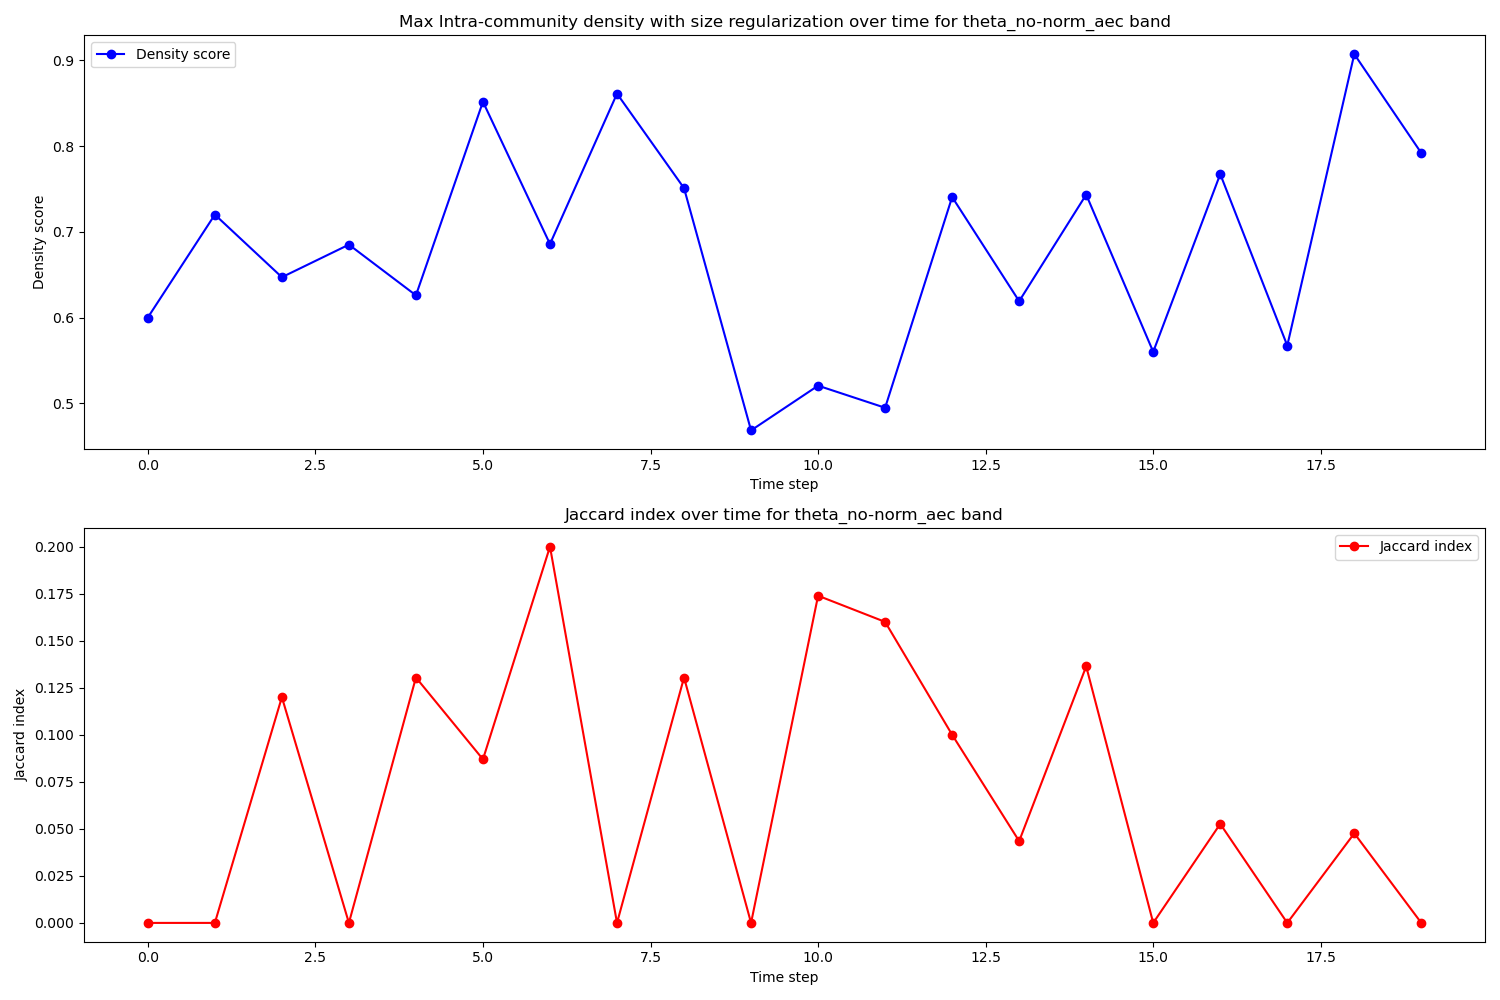 Max Intra-community density with size regularization over time for theta_no-norm_aec band
Density score
Density score
0.9
0.8
0.7
0.6
0.5
0.0 2.5 5.0 7.5 10.0 12.5 15.0 17.5
Time step
Jaccard index over time for theta_no-norm_aec band
Jaccard index
Jaccard index
0.200
0.175
0.150
0.125
0.100
0.075
0.050
0.025
0.000
0.0 2.5 5.0 7.5 10.0 12.5 15.0 17.5
Time step